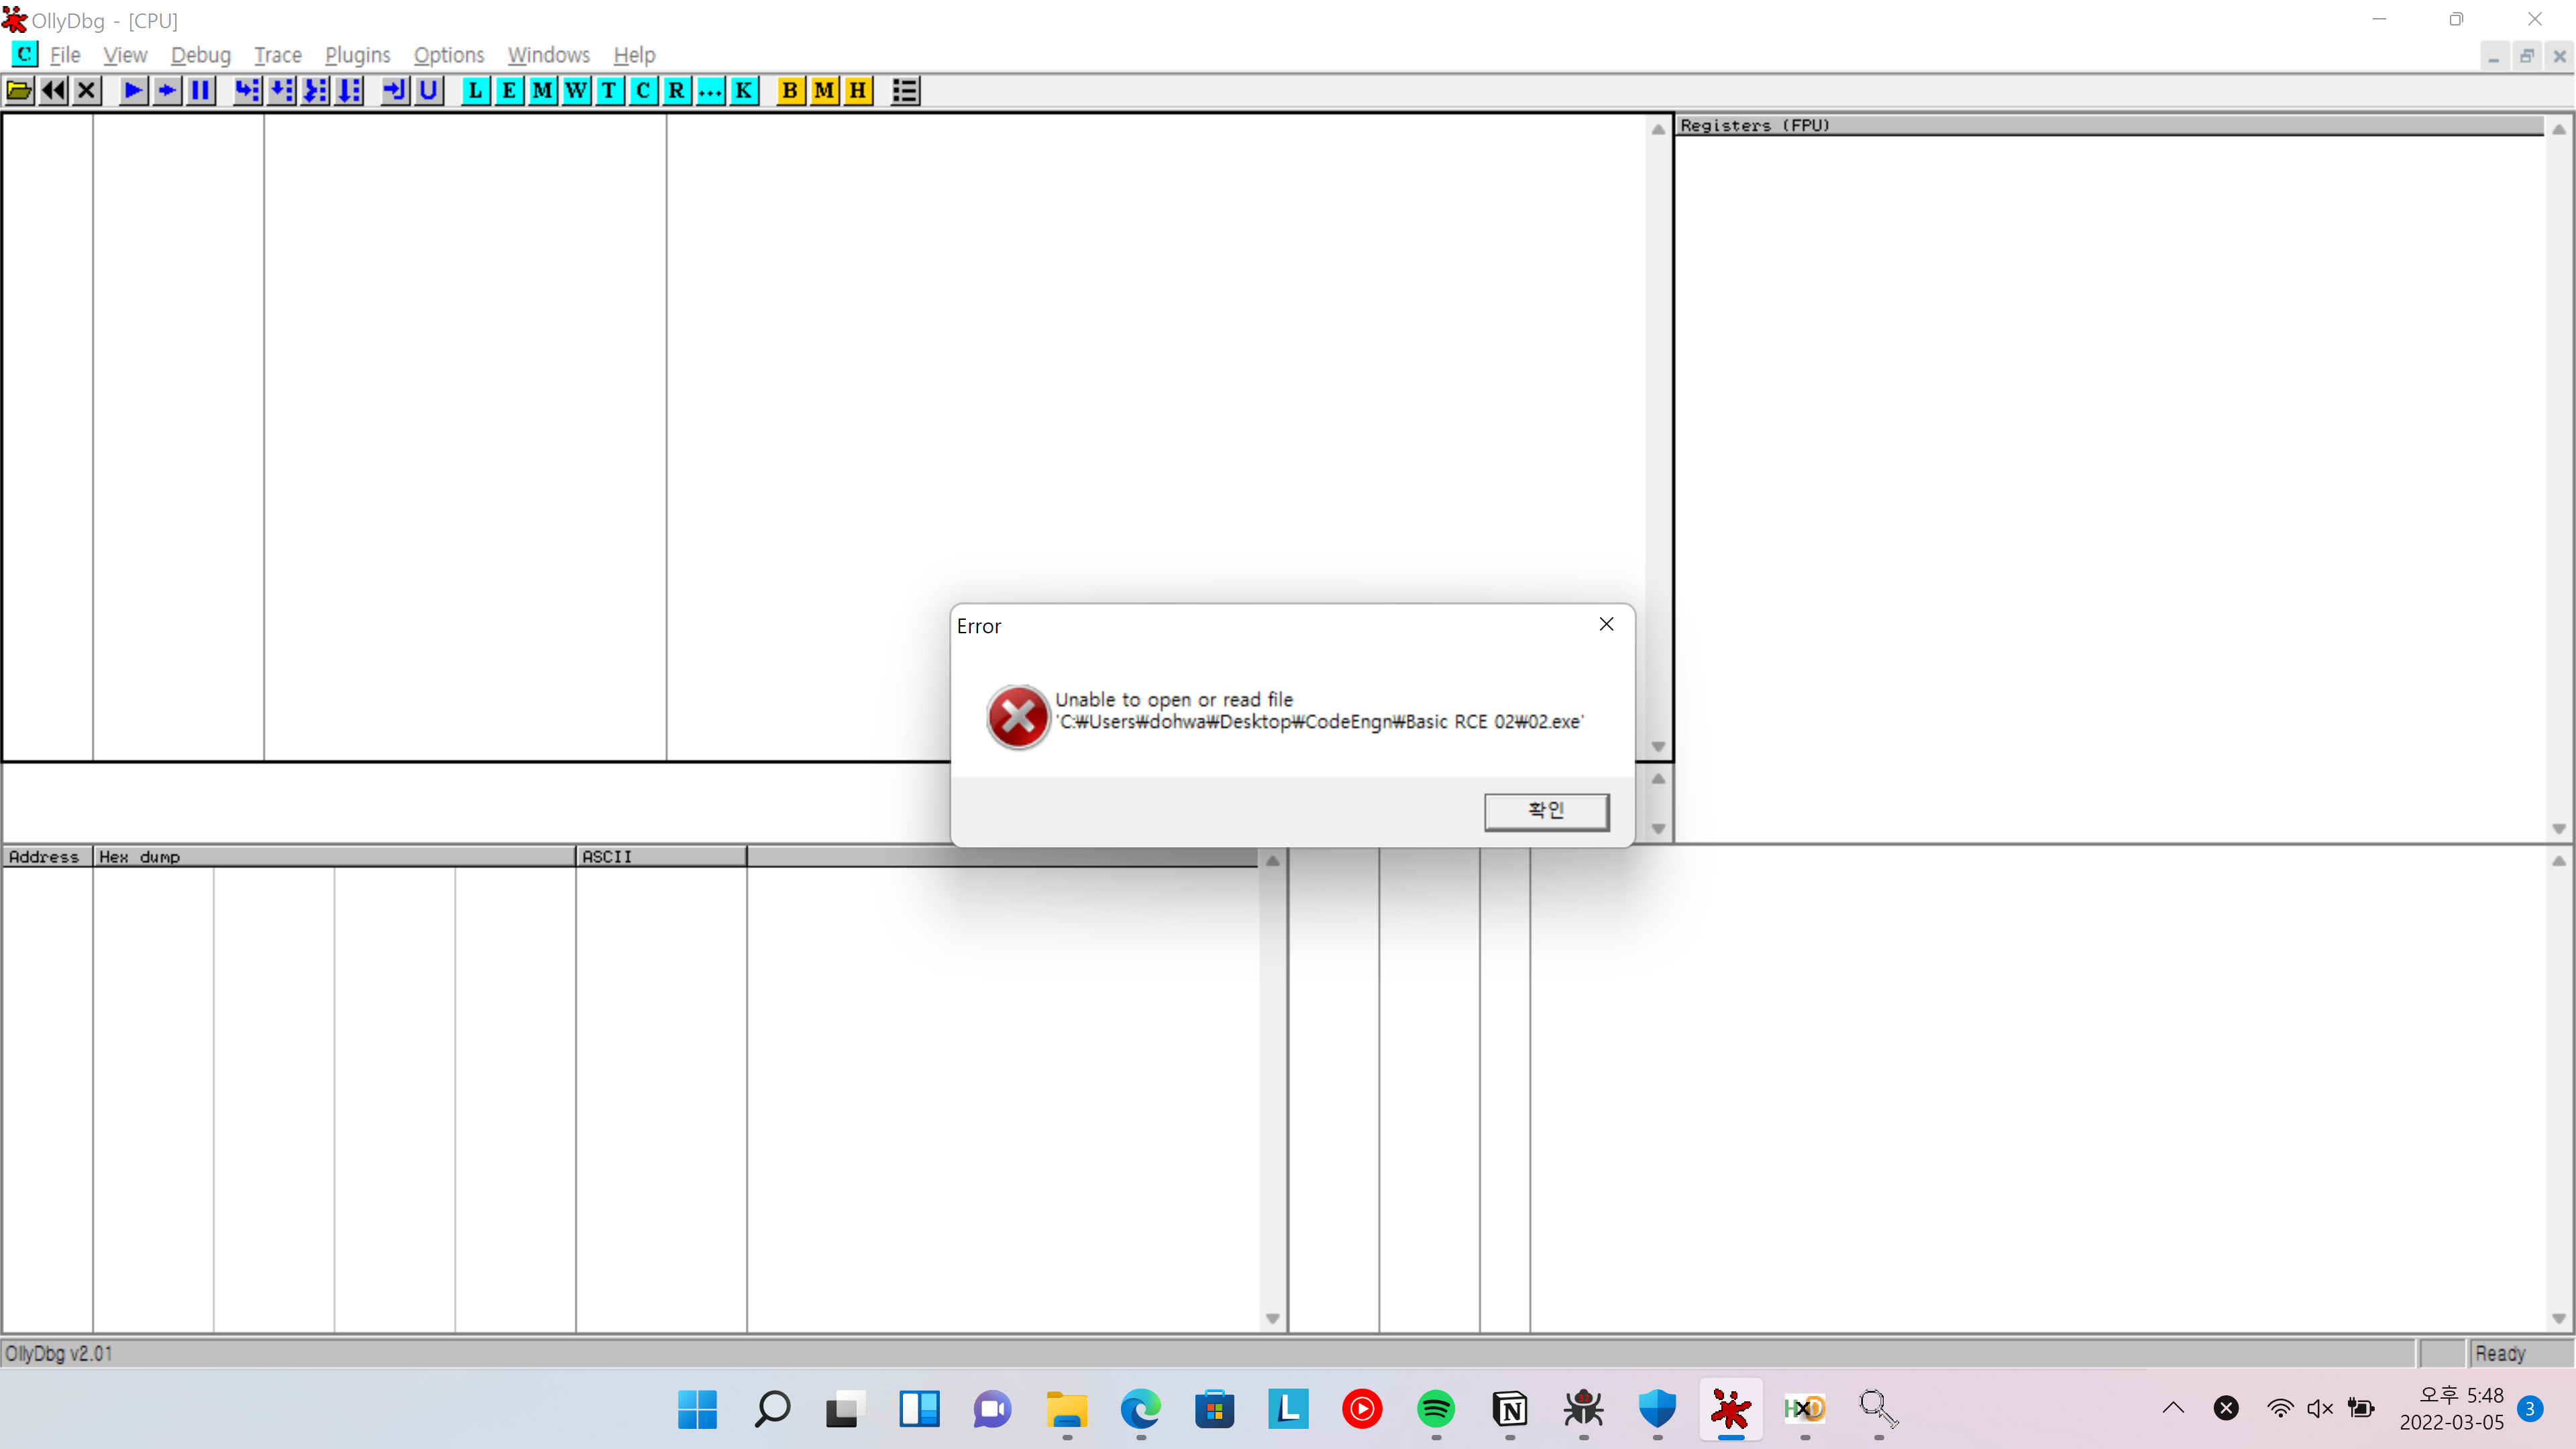 OllyDbg - [CPU]
C File View Debug Trace Plugins Options Windows Help
L E M W T C R ... K B M H
Registers (FPU)
Error
Unable to open or read file
'C:₩Users₩dohwa₩Desktop₩CodeEngn₩Basic RCE 02₩02.exe'
확인
Address Hex dump ASCII
OllyDbg v2.01
Ready
L N HxD
오후 5:48
2022-03-05
3